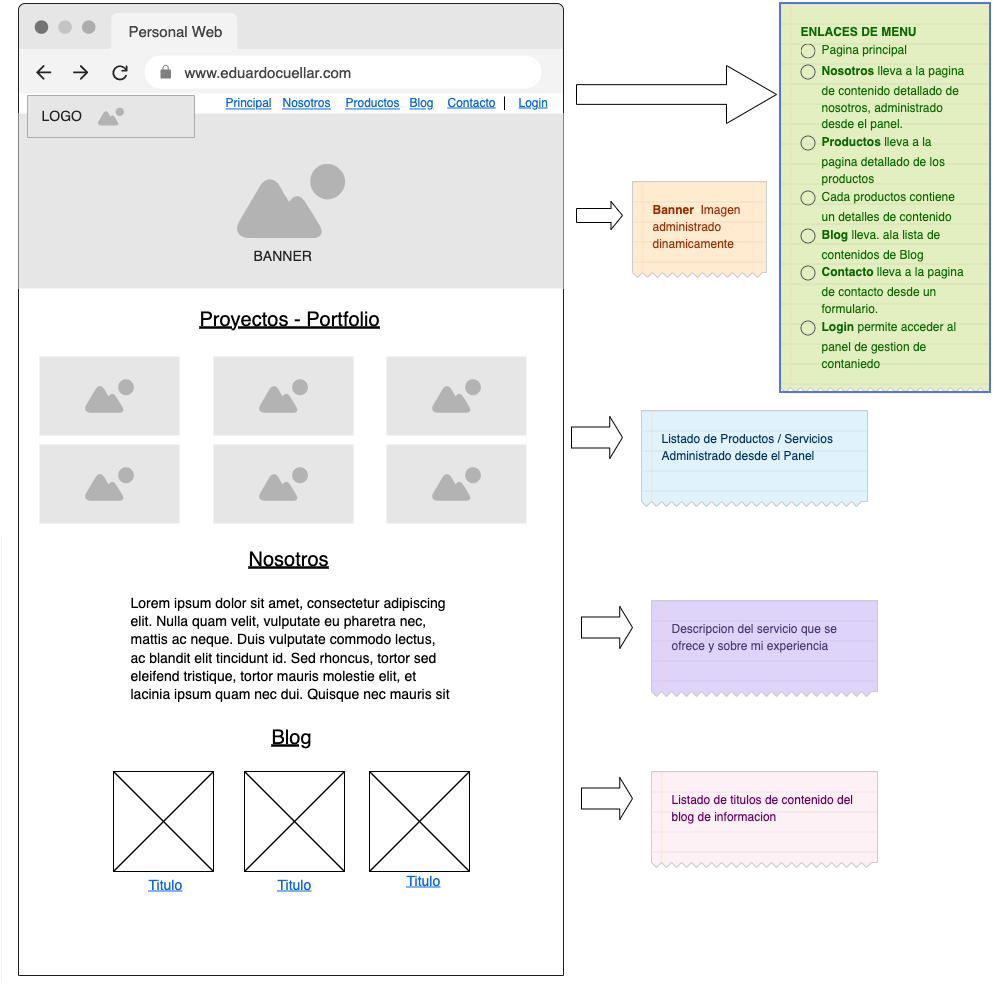 Personal Web
www.eduardocuellar.com
LOGO
Principal Nosotros Productos Blog Contacto | Login
BANNER
Proyectos - Portfolio
Nosotros
Lorem ipsum dolor sit amet, consectetur adipiscing
elit. Nulla quam velit, vulputate eu pharetra nec,
mattis ac neque. Duis vulputate commodo lectus,
ac blandit elit tincidunt id. Sed rhoncus, tortor sed
eleifend tristique, tortor mauris molestie elit, et
lacinia ipsum quam nec dui. Quisque nec mauris sit
Blog
Titulo Titulo Titulo
ENLACES DE MENU
Pagina principal
Nosotros lleva a la pagina
de contenido detallado de
nosotros, administrado
desde el panel.
Productos lleva a la
pagina detallado de los
productos
Cada productos contiene
un detalles de contenido
Blog lleva. ala lista de
contenidos de Blog
Contacto lleva a la pagina
de contacto desde un
formulario.
Login permite acceder al
panel de gestion de
contaniedo
Banner Imagen
administrado
dinamicamente
Listado de Productos / Servicios
Administrado desde el Panel
Descripcion del servicio que se
ofrece y sobre mi experiencia
Listado de titulos de contenido del
blog de informacion